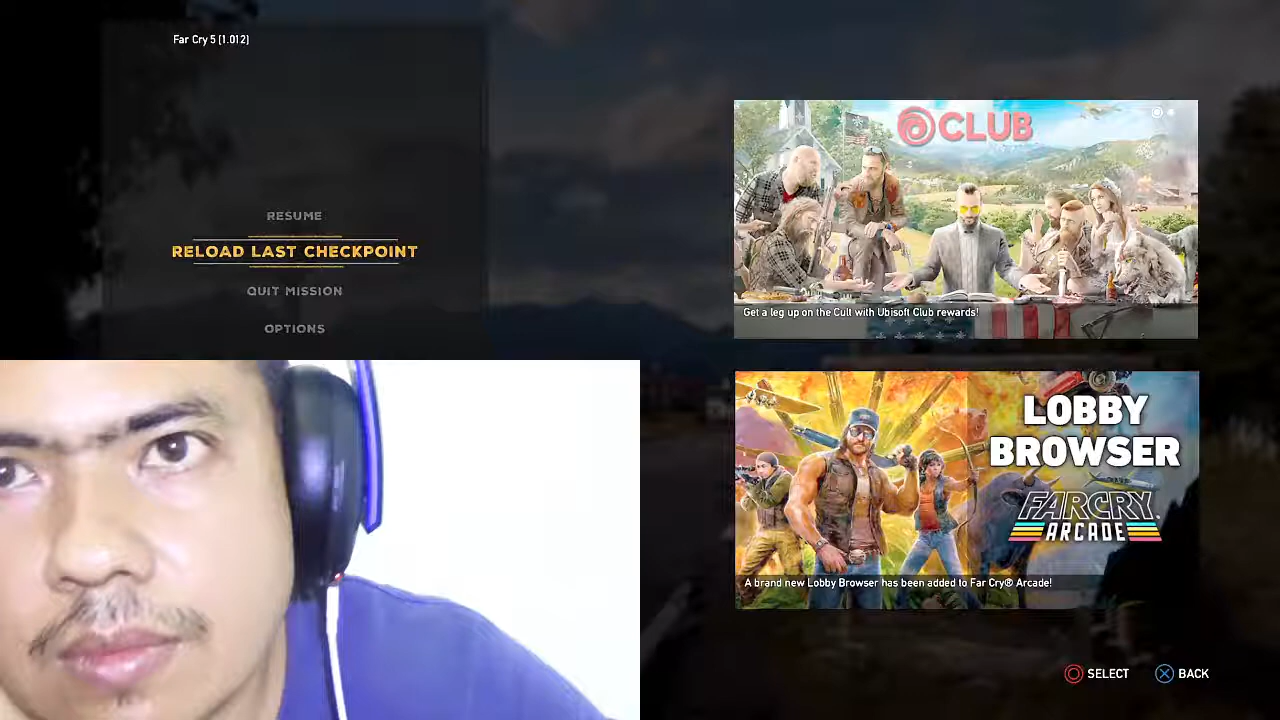 Far Cry 5 (1.012)
RESUME
RELOAD LAST CHECKPOINT
QUIT MISSION
OPTIONS
CLUB
Get a leg up on the Cult with Ubisoft Club rewards!
LOBBY
BROWSER
FARCRY®
ARCADE
A brand new Lobby Browser has been added to Far Cry® Arcade!
SELECT
BACK